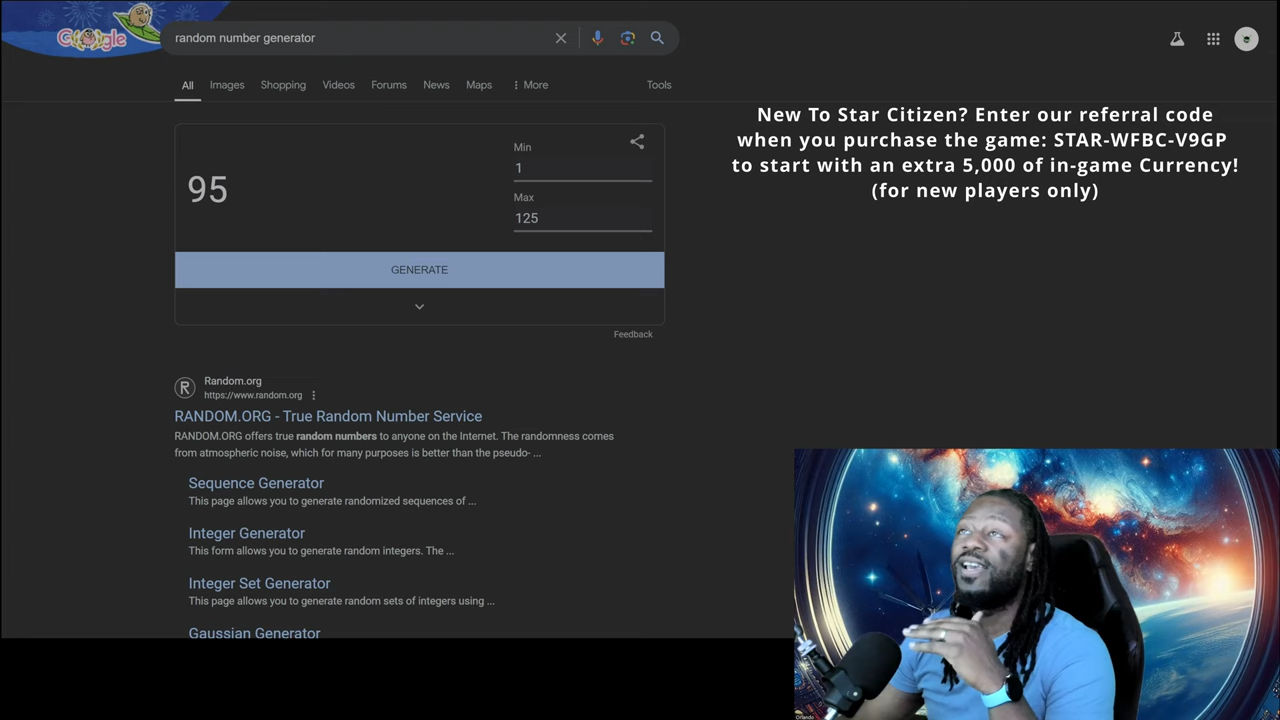 Google
random number generator
All Images Shopping Videos Forums News Maps More Tools
New To Star Citizen? Enter our referral code
when you purchase the game: STAR-WFBC-V9GP
to start with an extra 5,000 of in-game Currency!
(for new players only)
95
Min
1
Max
125
GENERATE
Feedback
R
Random.org
https://www.random.org
RANDOM.ORG - True Random Number Service
RANDOM.ORG offers true random numbers to anyone on the Internet. The randomness comes
from atmospheric noise, which for many purposes is better than the pseudo- ...
Sequence Generator
This page allows you to generate randomized sequences of ...
Integer Generator
This form allows you to generate random integers. The ...
Integer Set Generator
This page allows you to generate random sets of integers using ...
Gaussian Generator
Orlando